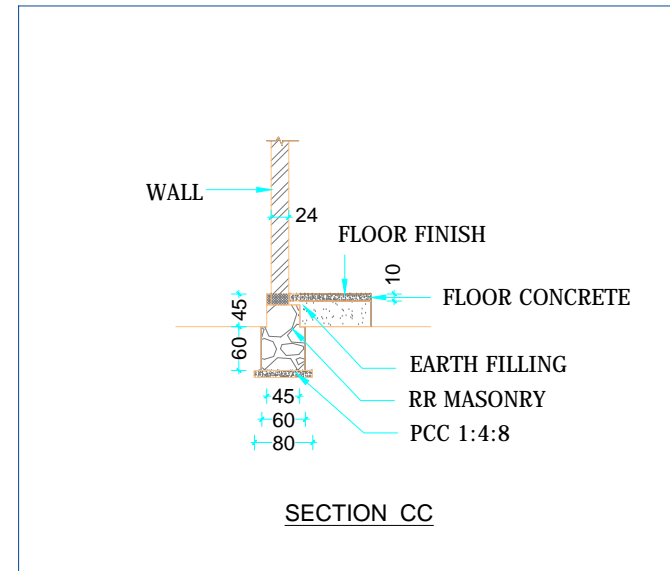 WALL
24
FLOOR FINISH
10
FLOOR CONCRETE
45
60
EARTH FILLING
RR MASONRY
45
60
PCC 1:4:8
80
SECTION CC